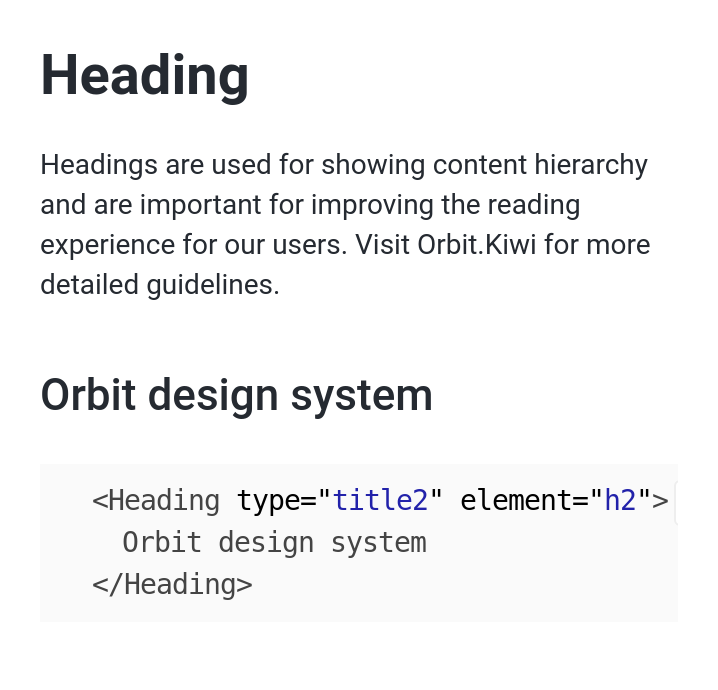 Heading
Headings are used for showing content hierarchy
and are important for improving the reading
experience for our users. Visit Orbit.Kiwi for more
detailed guidelines.
Orbit design system
<Heading type="title2" element="h2">
Orbit design system
</Heading>